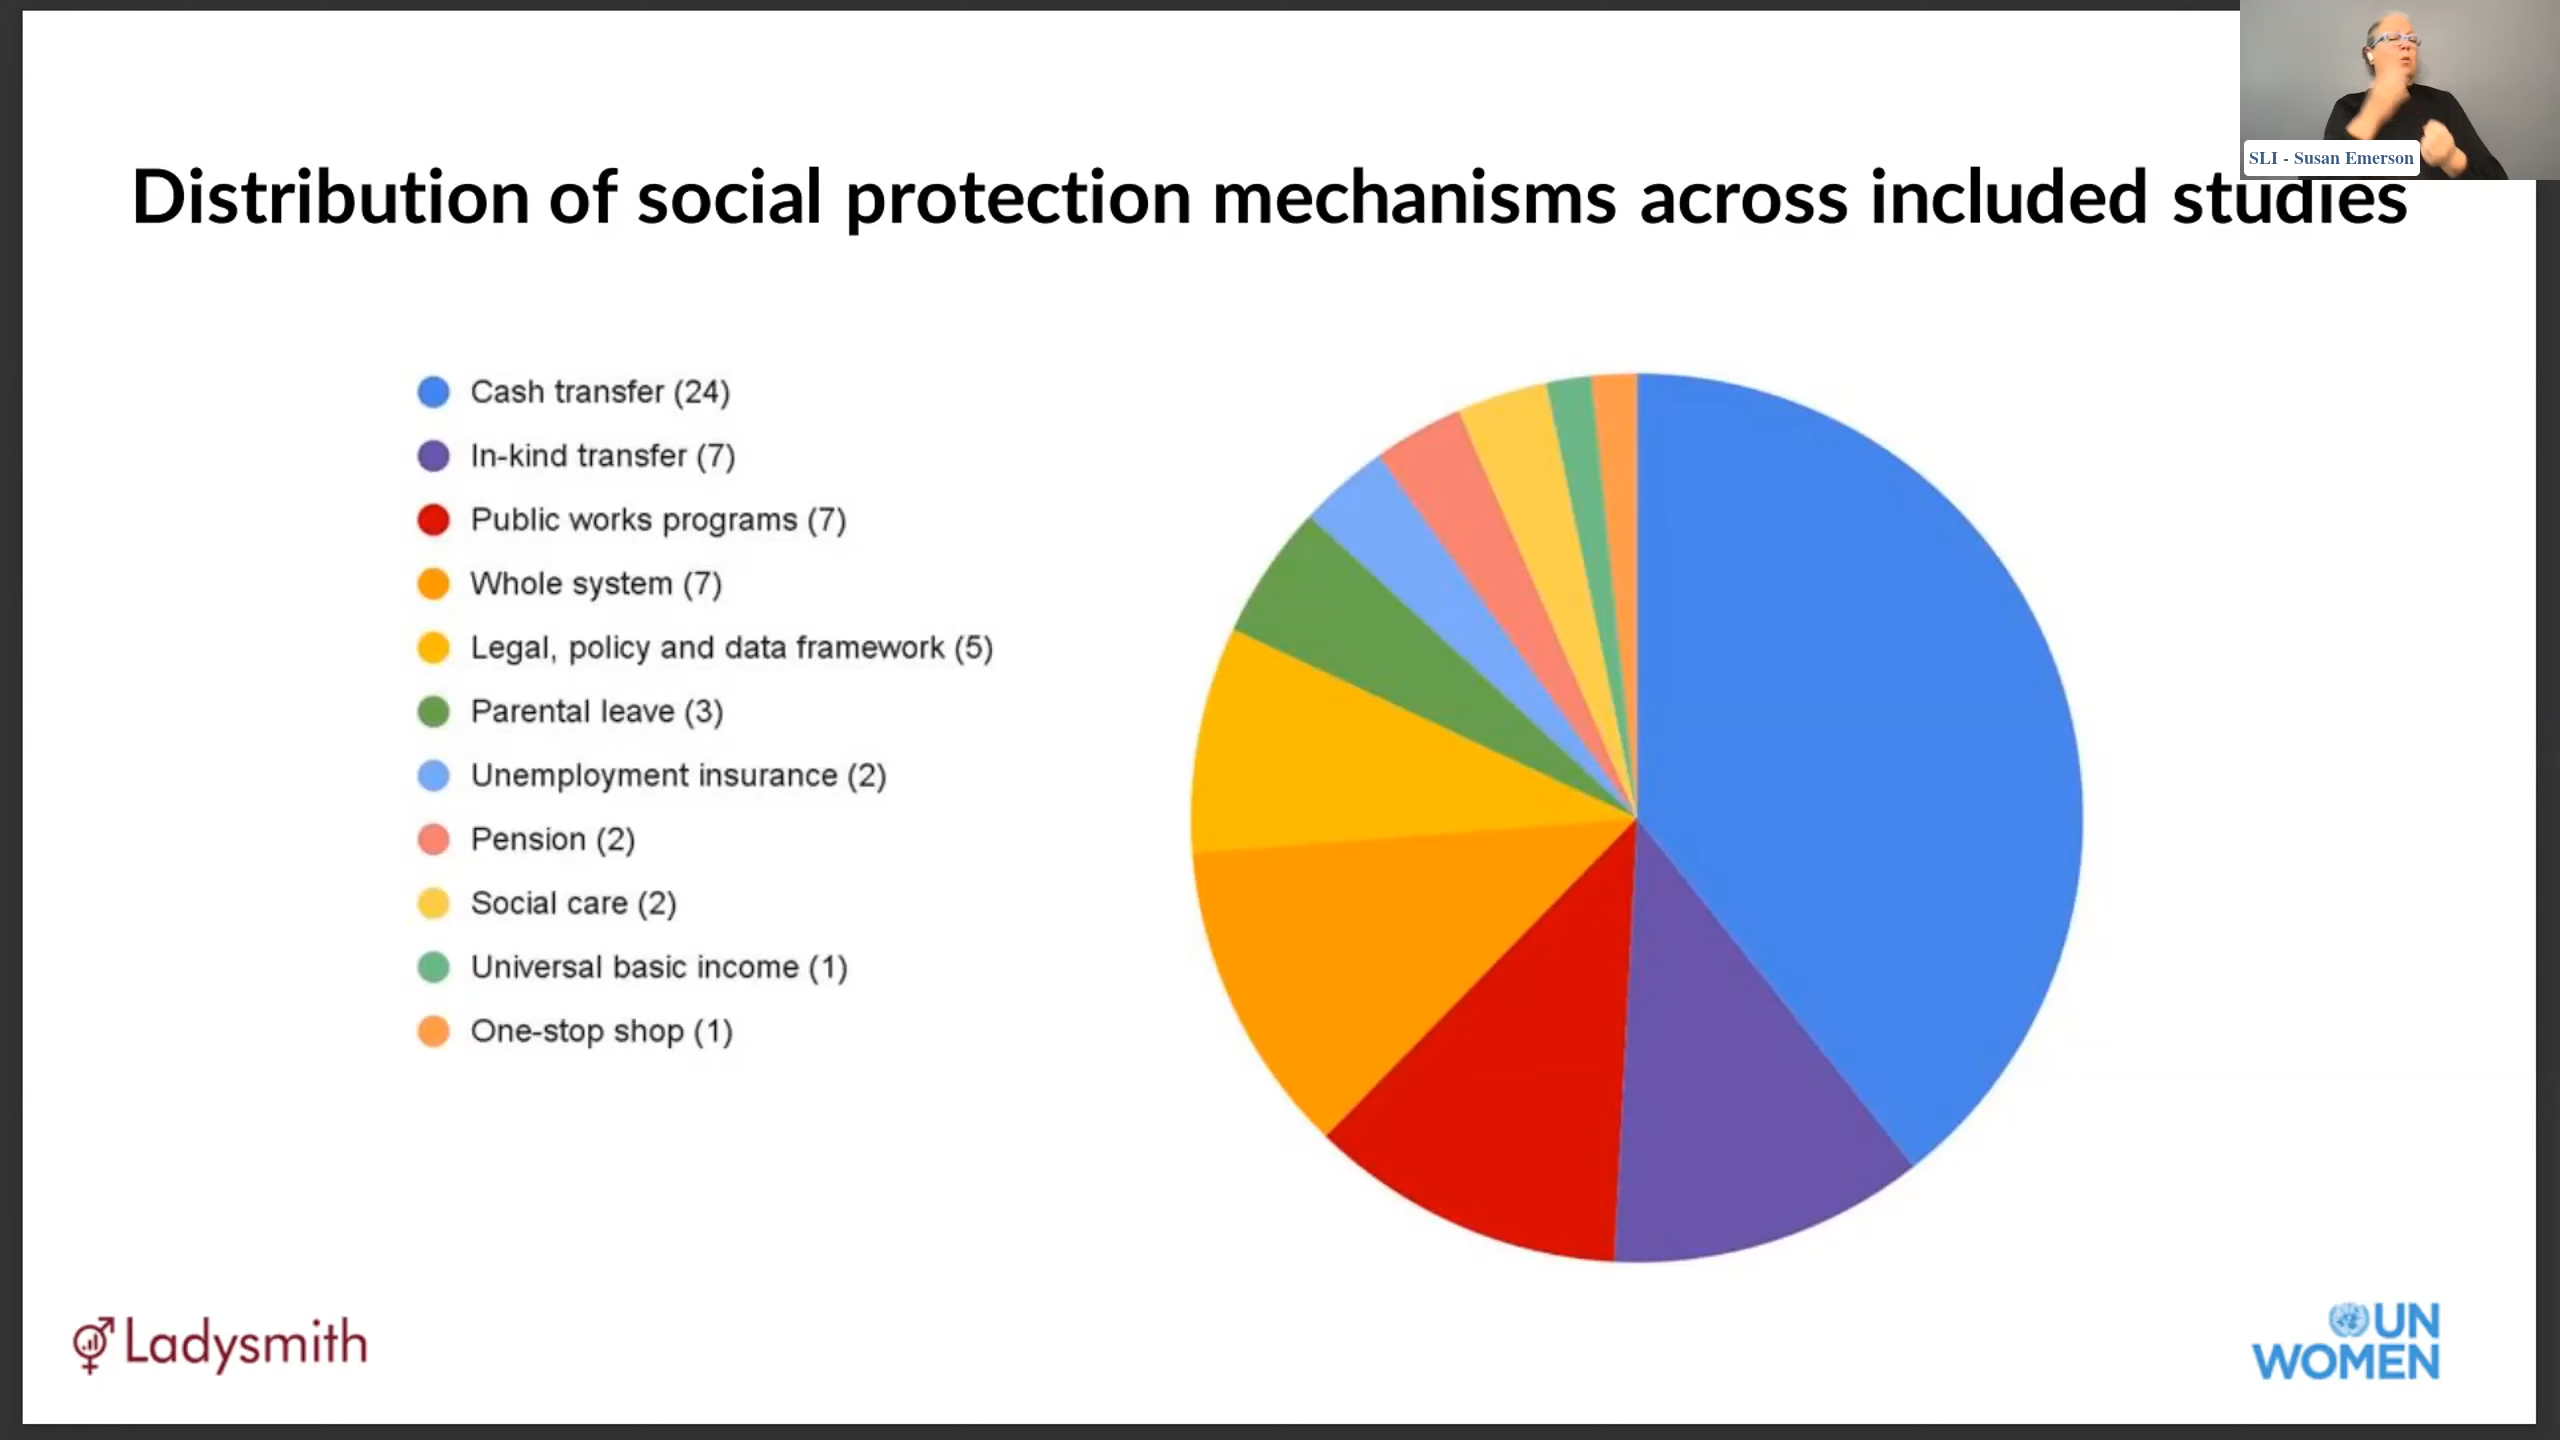 SLI - Susan Emerson
Distribution of social protection mechanisms across included studies
Cash transfer (24)
In-kind transfer (7)
Public works programs (7)
Whole system (7)
Legal, policy and data framework (5)
Parental leave (3)
Unemployment insurance (2)
Pension (2)
Social care (2)
Universal basic income (1)
One-stop shop (1)
Ladysmith
UN
WOMEN